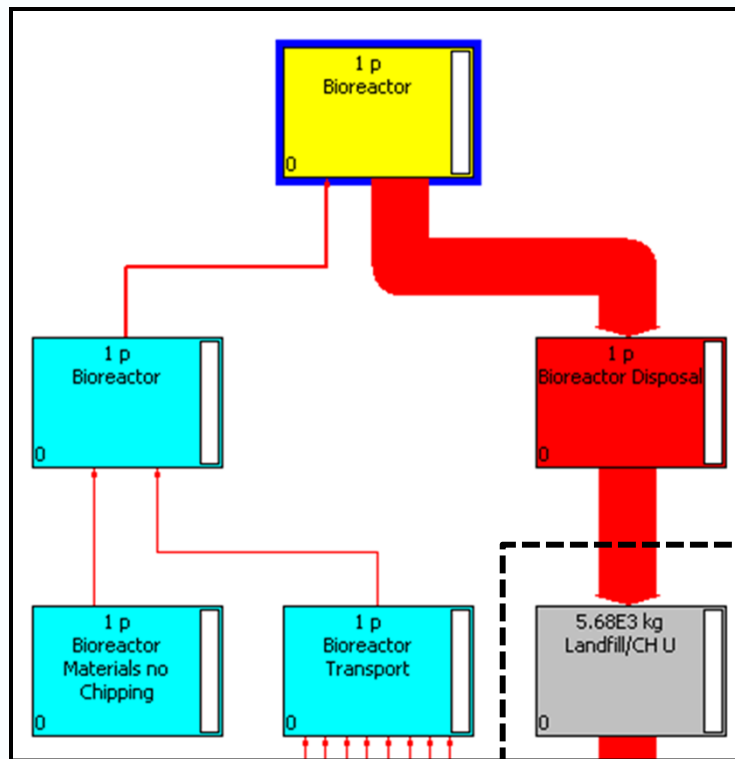 1 p
Bioreactor
0
1 p
Bioreactor
0
1 p
Bioreactor Disposal
0
1 p
Bioreactor
Materials no
Chipping
0
1 p
Bioreactor
Transport
0
5.68E3 kg
Landfill/CH U
0